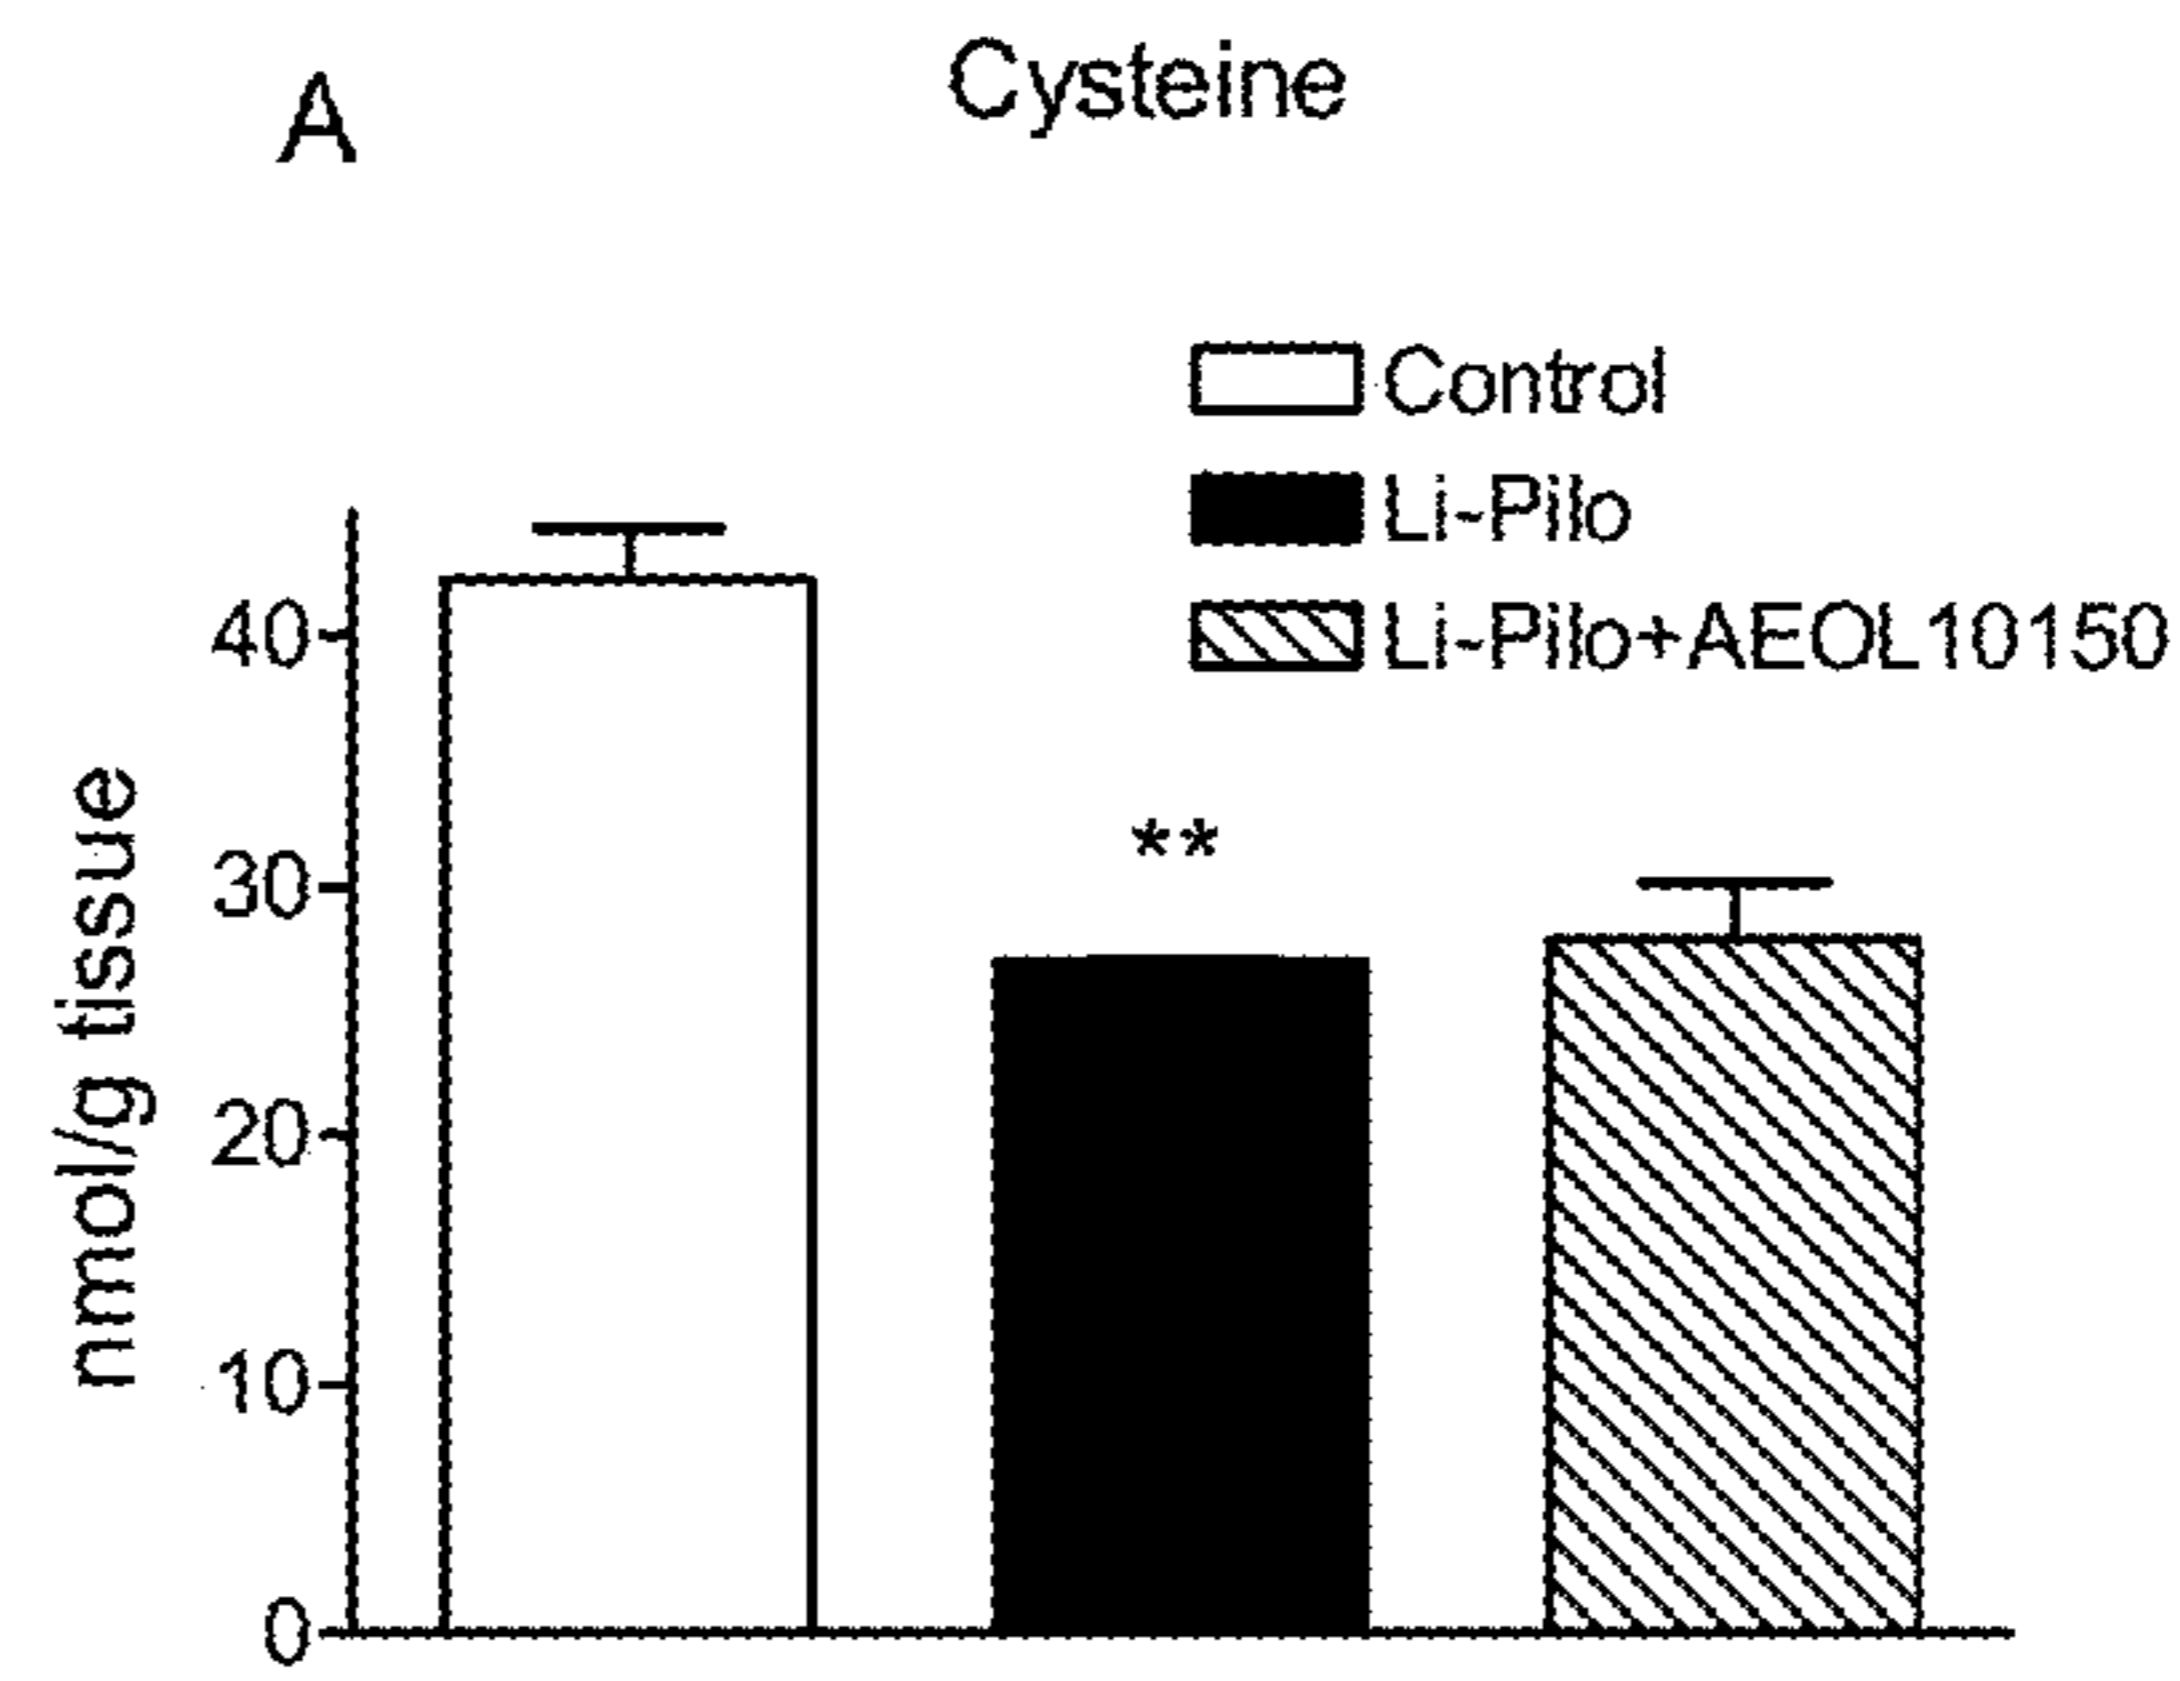 A
Cysteine
Control
Li-Pilo
Li-Pilo+AEOL10150
**
nmol/g tissue
40
30
20
10
0